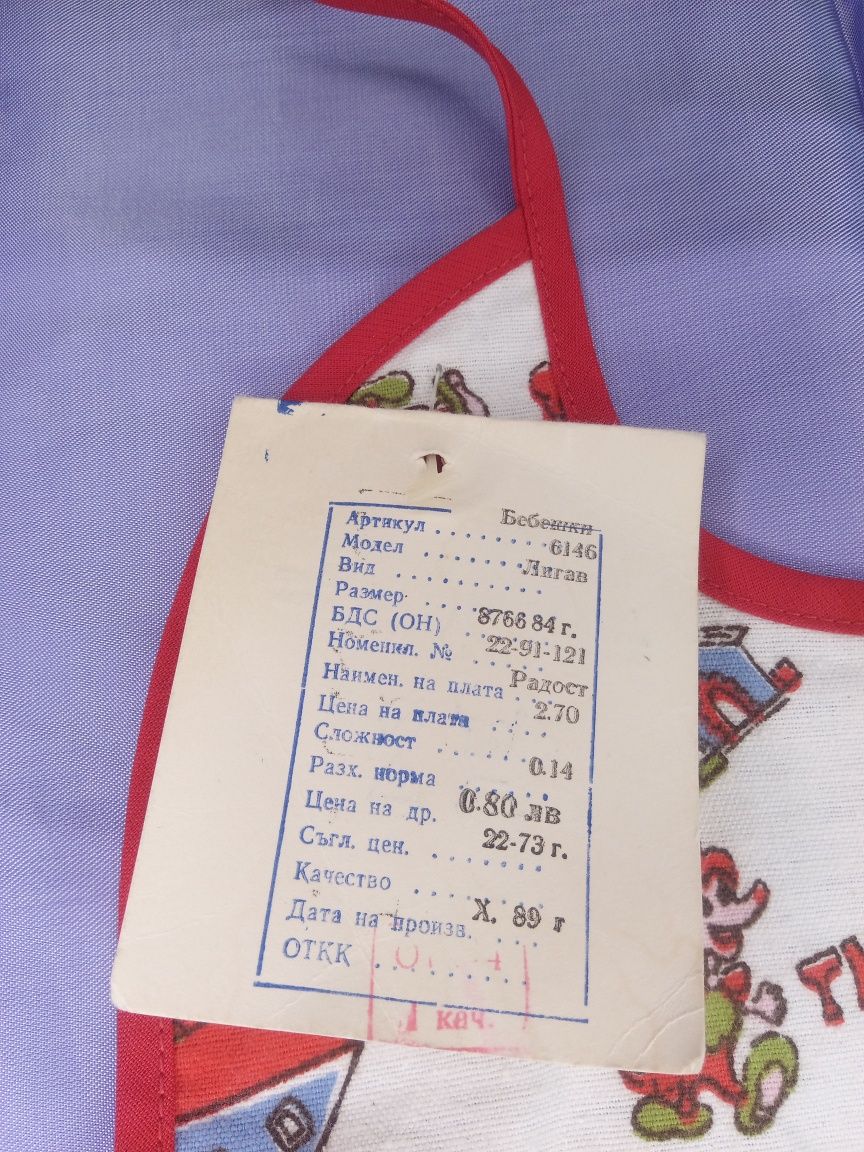 Артикул ........ Бебешки
Модел ........ 6146
Вид ........ Лигав
Размер ........
БДС (ОН) 8766 84 г.
Номенкл. № 22-91-121
Наимен. на плата Радост
Цена на плата 2.70
Сложност ........
Разх. норма 0.14
Цена на др. 0.80 лв
Съгл. цен. 22-73 г.
Качество ........
Дата на произв. X. 89 г
ОТКК ........
1 кач.